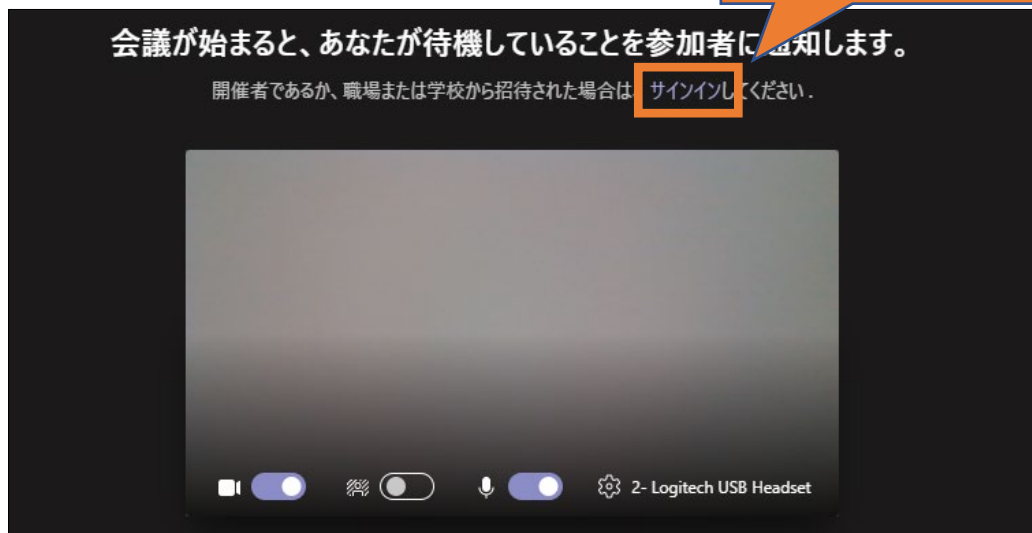 会議が始まると、あなたが待機していることを参加者に通知します。
開催者であるか、職場または学校から招待された場合は、サインインしてください.
2- Logitech USB Headset